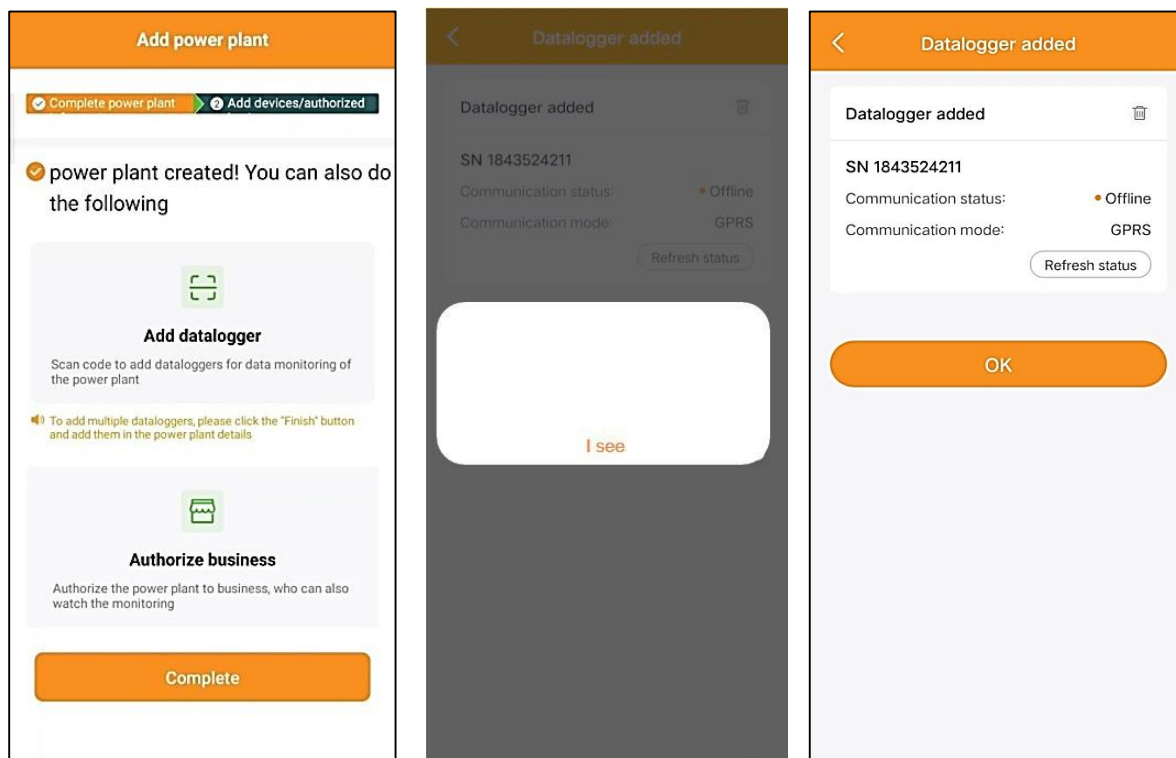 Add power plant
Complete power plant
2 Add devices/authorized
power plant created! You can also do
the following
Add datalogger
Scan code to add dataloggers for data monitoring of
the power plant
To add multiple dataloggers, please click the "Finish" button
and add them in the power plant details
Authorize business
Authorize the power plant to business, who can also
watch the monitoring
Complete
Datalogger added
Datalogger added
SN 1843524211
Communication status: Offline
Communication mode: GPRS
Refresh status
I see
Datalogger added
Datalogger added
SN 1843524211
Communication status: Offline
Communication mode: GPRS
Refresh status
OK